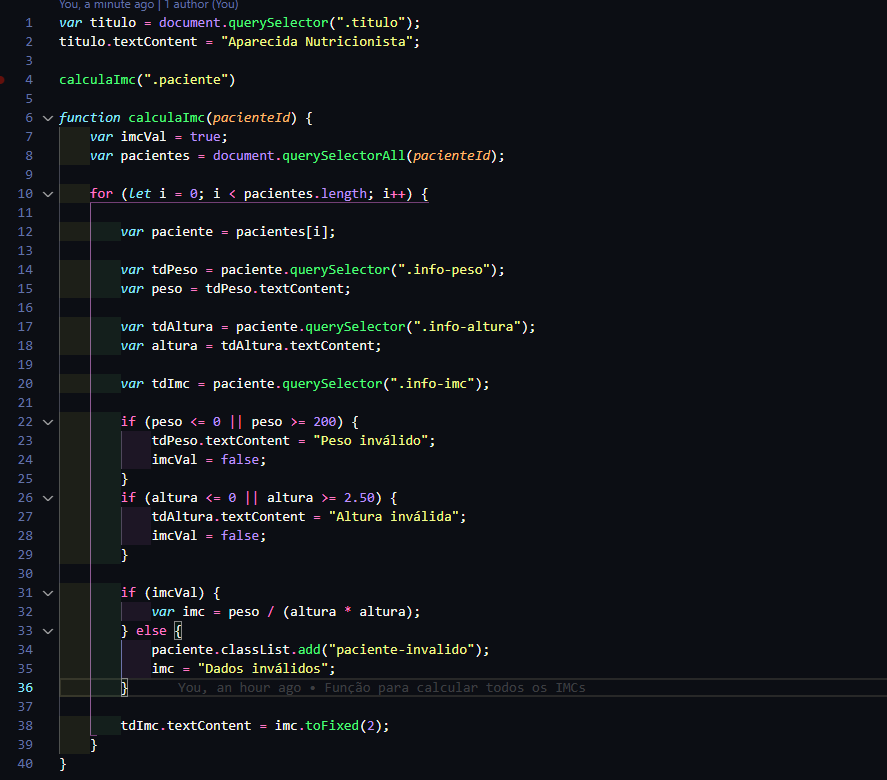 You, a minute ago | 1 author (You)
1 var titulo = document.querySelector(".titulo");
2 titulo.textContent = "Aparecida Nutricionista";
3
4 calculaImc(".paciente")
5
6 function calculaImc(pacienteId) {
7 var imcVal = true;
8 var pacientes = document.querySelectorAll(pacienteId);
9
10 for (let i = 0; i < pacientes.length; i++) {
11
12 var paciente = pacientes[i];
13
14 var tdPeso = paciente.querySelector(".info-peso");
15 var peso = tdPeso.textContent;
16
17 var tdAltura = paciente.querySelector(".info-altura");
18 var altura = tdAltura.textContent;
19
20 var tdImc = paciente.querySelector(".info-imc");
21
22 if (peso <= 0 || peso >= 200) {
23 tdPeso.textContent = "Peso inválido";
24 imcVal = false;
25 }
26 if (altura <= 0 || altura >= 2.50) {
27 tdAltura.textContent = "Altura inválida";
28 imcVal = false;
29 }
30
31 if (imcVal) {
32 var imc = peso / (altura * altura);
33 } else {
34 paciente.classList.add("paciente-invalido");
35 imc = "Dados inválidos";
36 } You, an hour ago • Função para calcular todos os IMCs
37
38 tdImc.textContent = imc.toFixed(2);
39 }
40 }